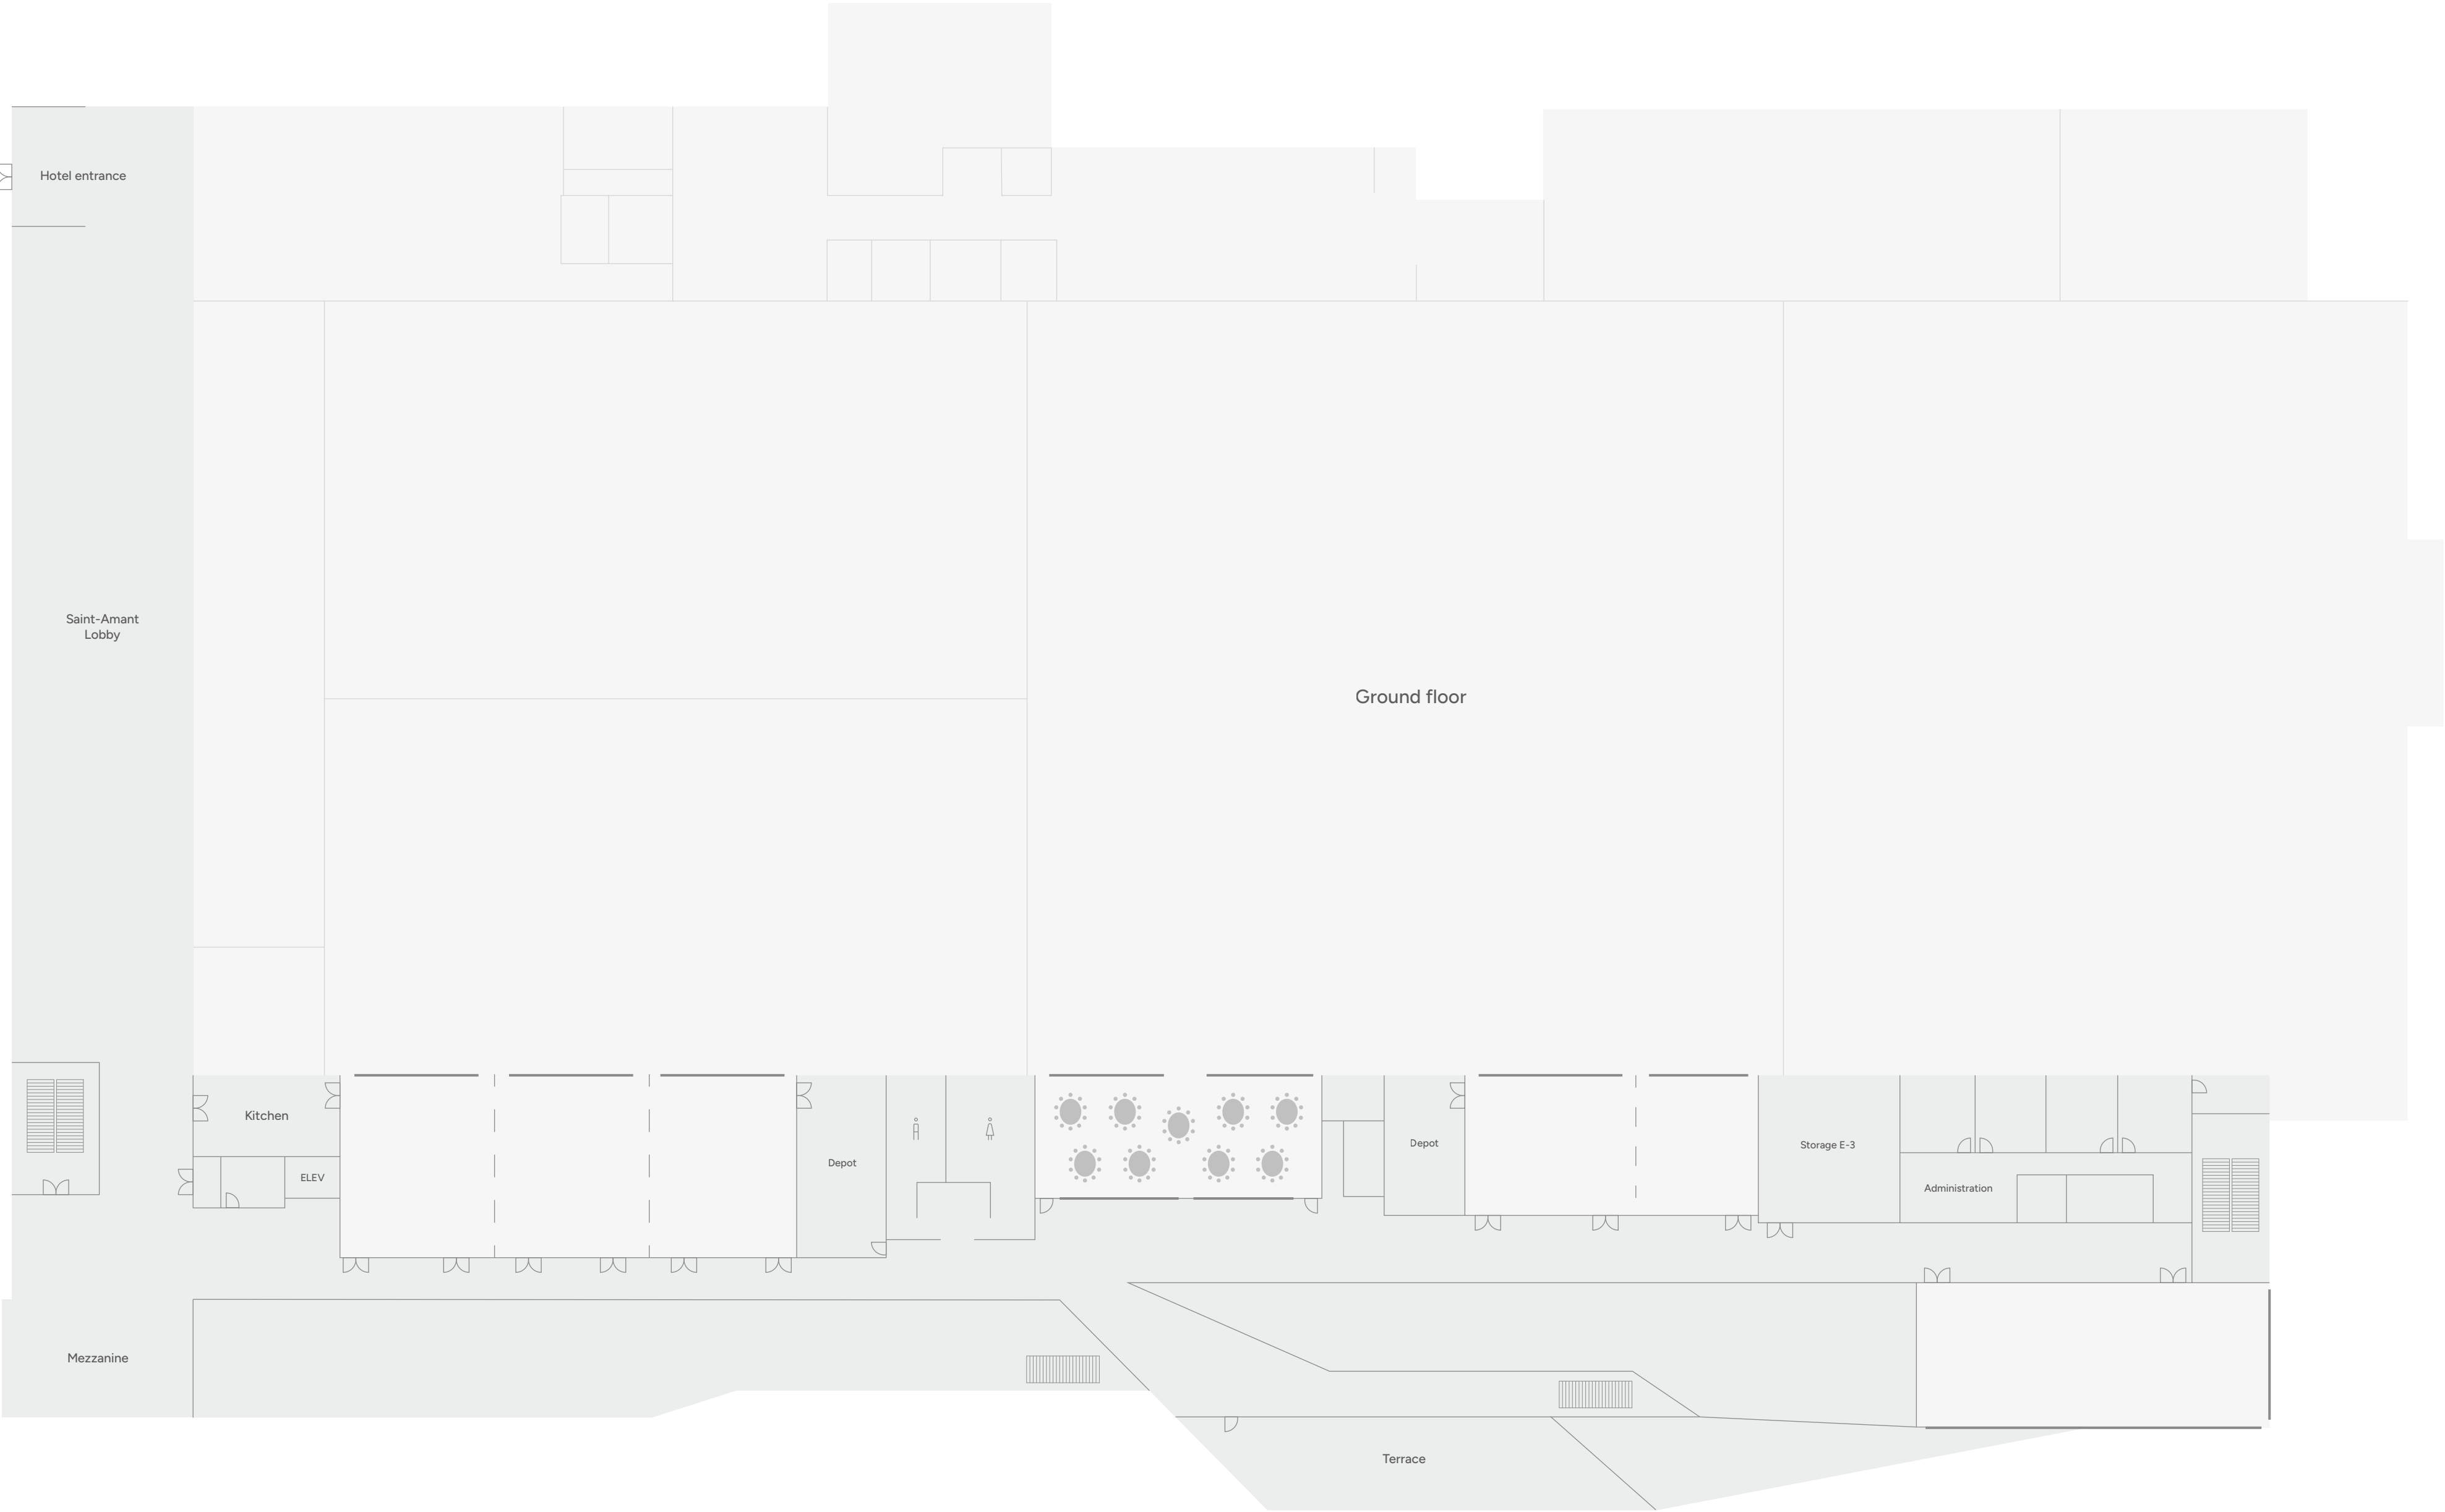 Hotel entrance
Saint-Amant
Lobby
Ground floor
Kitchen
ELEV
Depot
Depot
Storage E-3
Administration
Mezzanine
Terrace